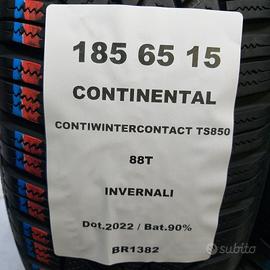 185 65 15
CONTINENTAL
CONTIWINTERCONTACT TS850
88T
INVERNALI
Dot.2022 / Bat.90%
BR1382
subito